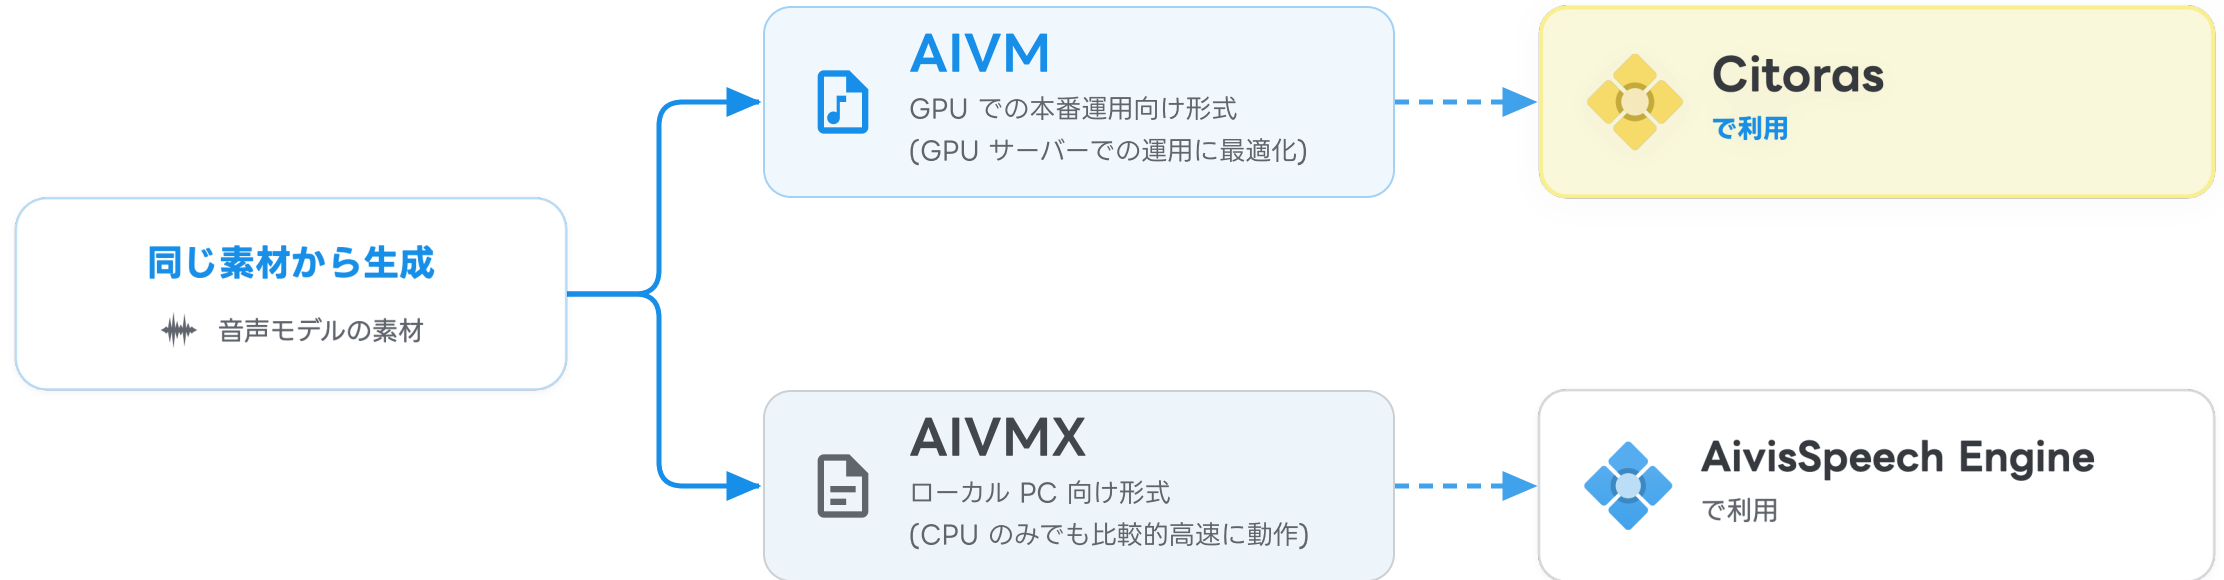 同じ素材から生成
音声モデルの素材
AIVM
GPU での本番運用向け形式
(GPU サーバーでの運用に最適化)
Citoras
で利用
AIVMX
ローカル PC 向け形式
(CPU のみでも比較的高速に動作)
AivisSpeech Engine
で利用